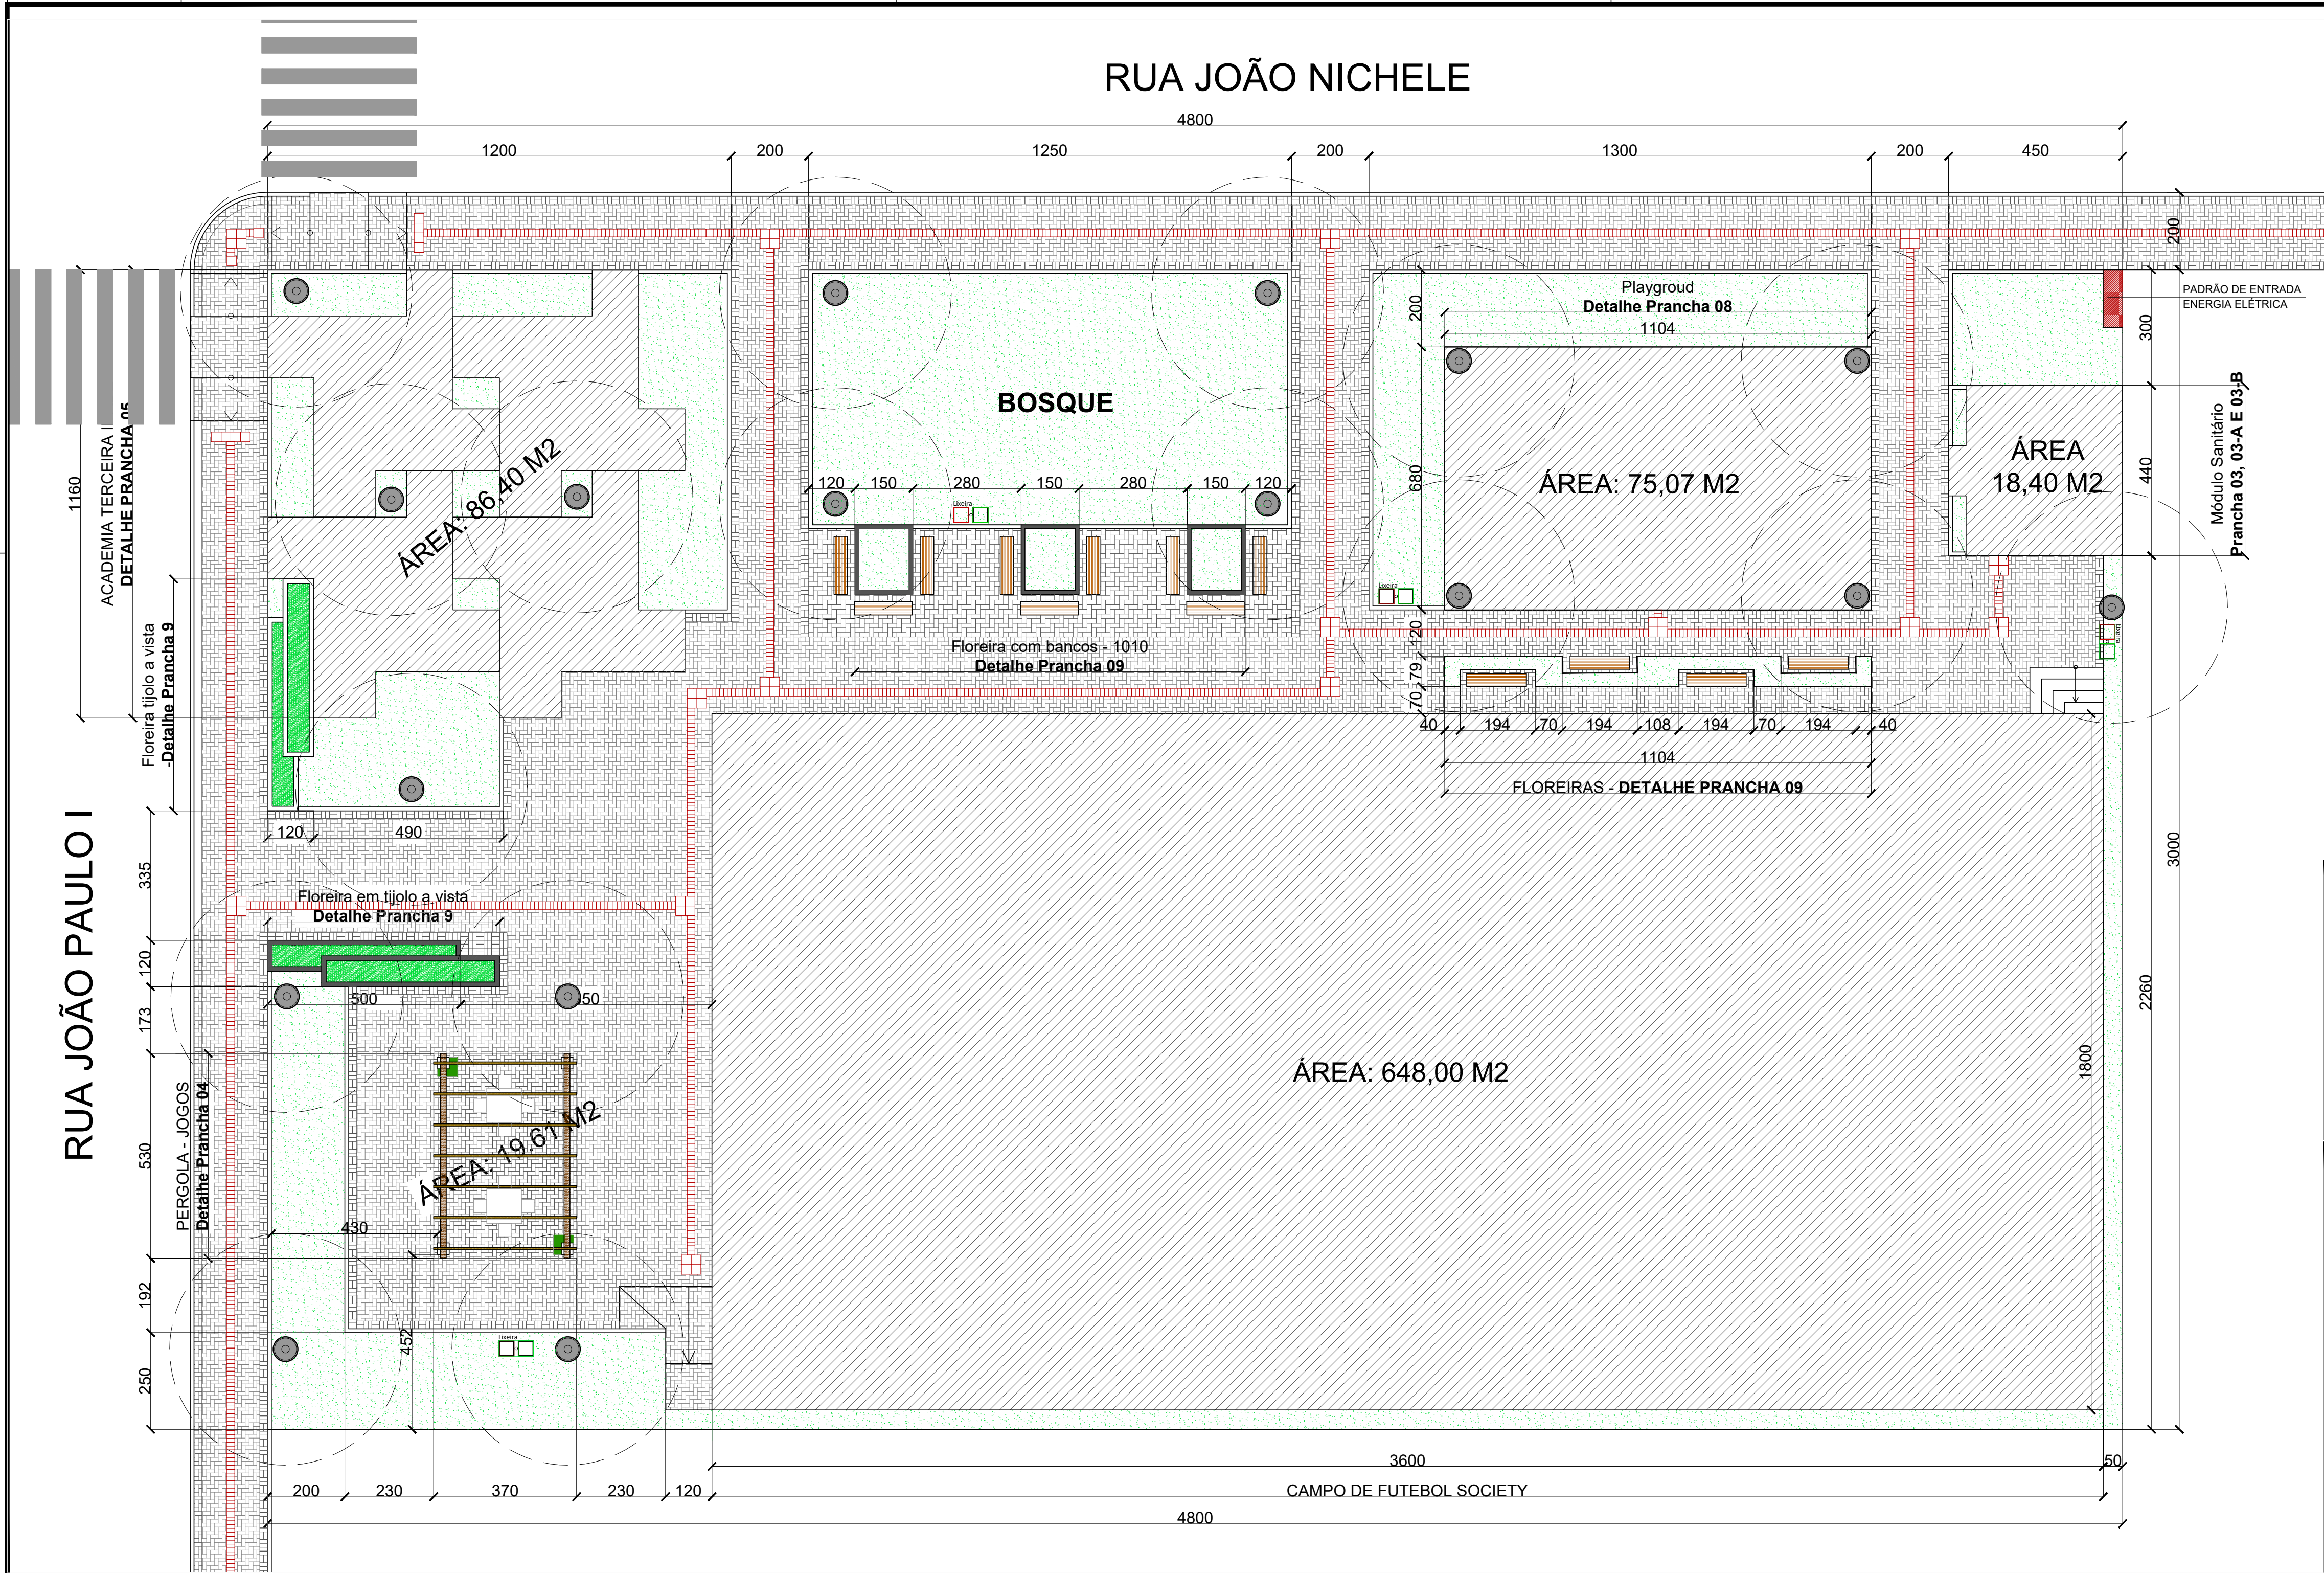 RUA JOÃO NICHELE
4800
1200
200
1250
200
1300
200
450
200
PADRÃO DE ENTRADA
ENERGIA ELÉTRICA
300
Playgroud
Detalhe Prancha 08
1104
200
680
BOSQUE
ÁREA: 75,07 M2
ÁREA
18,40 M2
440
Módulo Sanitário
Prancha 03, 03-A E 03-B
ACADEMIA TERCEIRA I
DETALHE PRANCHA 05
1160
ÁREA: 86,40 M2
120
150
280
150
280
150
120
Lixeira
Lixeira
Lixeira
Floreira com bancos - 1010
Detalhe Prancha 09
Floreira tijolo a vista
-Detalhe Prancha 9
120
79
70
40
194
70
194
108
194
70
194
40
1104
FLOREIRAS - DETALHE PRANCHA 09
120
490
RUA JOÃO PAULO I
335
Floreira em tijolo a vista
Detalhe Prancha 9
120
500
50
173
3000
2260
1800
ÁREA: 648,00 M2
PERGOLA - JOGOS
Detalhe Prancha 04
530
ÁREA: 19.61 M2
430
192
452
Lixeira
250
3600
50
200
230
370
230
120
CAMPO DE FUTEBOL SOCIETY
4800